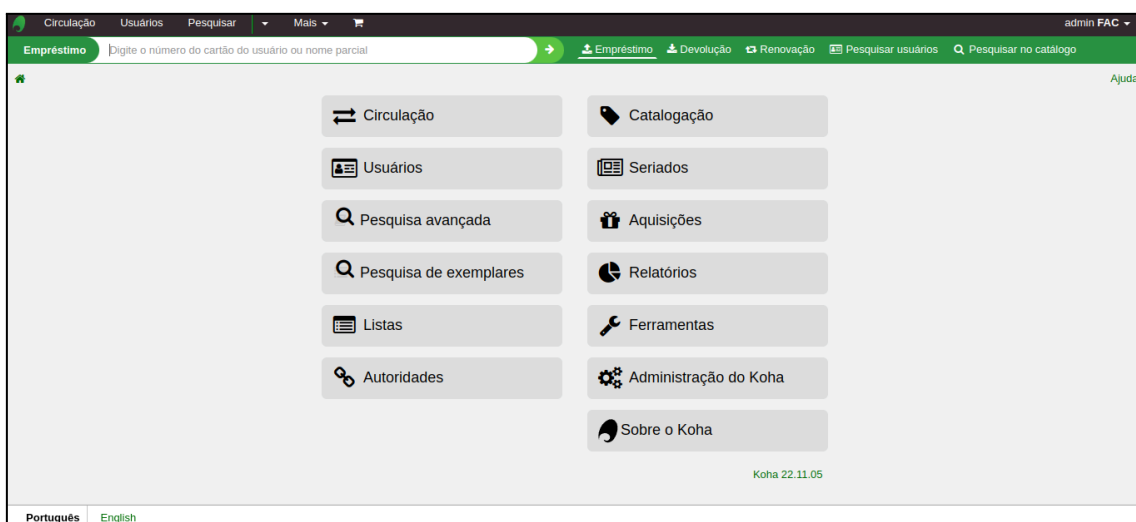 Circulação Usuários Pesquisar Mais admin FAC
Empréstimo Digite o número do cartão do usuário ou nome parcial Empréstimo Devolução Renovação Pesquisar usuários Pesquisar no catálogo
Ajuda
Circulação Catalogação
Usuários Seriados
Pesquisa avançada Aquisições
Pesquisa de exemplares Relatórios
Listas Ferramentas
Autoridades Administração do Koha
Sobre o Koha
Koha 22.11.05
Português English